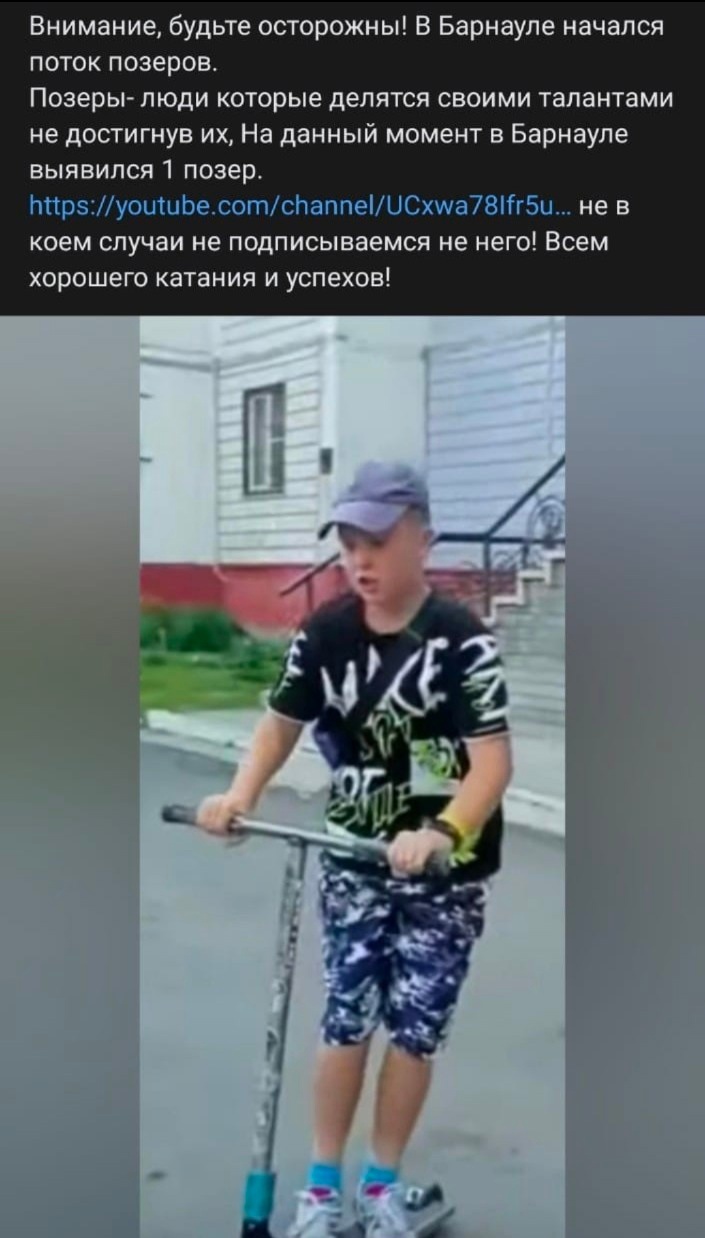 Внимание, будьте осторожны! В Барнауле начался
поток позеров.
Позеры- люди которые делятся своими талантами
не достигнув их, На данный момент в Барнауле
выявился 1 позер.
https://youtube.com/channel/UCxwa78lfr5u... не в
коем случаи не подписываемся не него! Всем
хорошего катания и успехов!